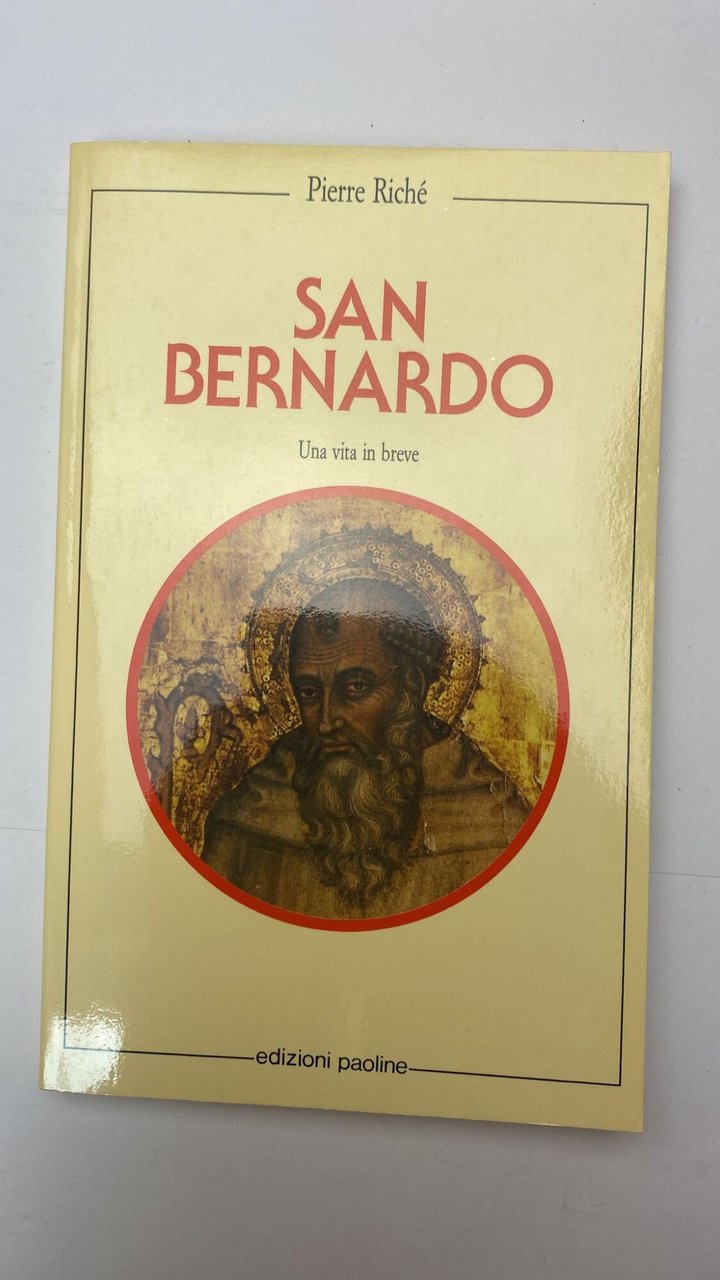 Pierre Riché
SAN
BERNARDO
Una vita in breve
edizioni paoline